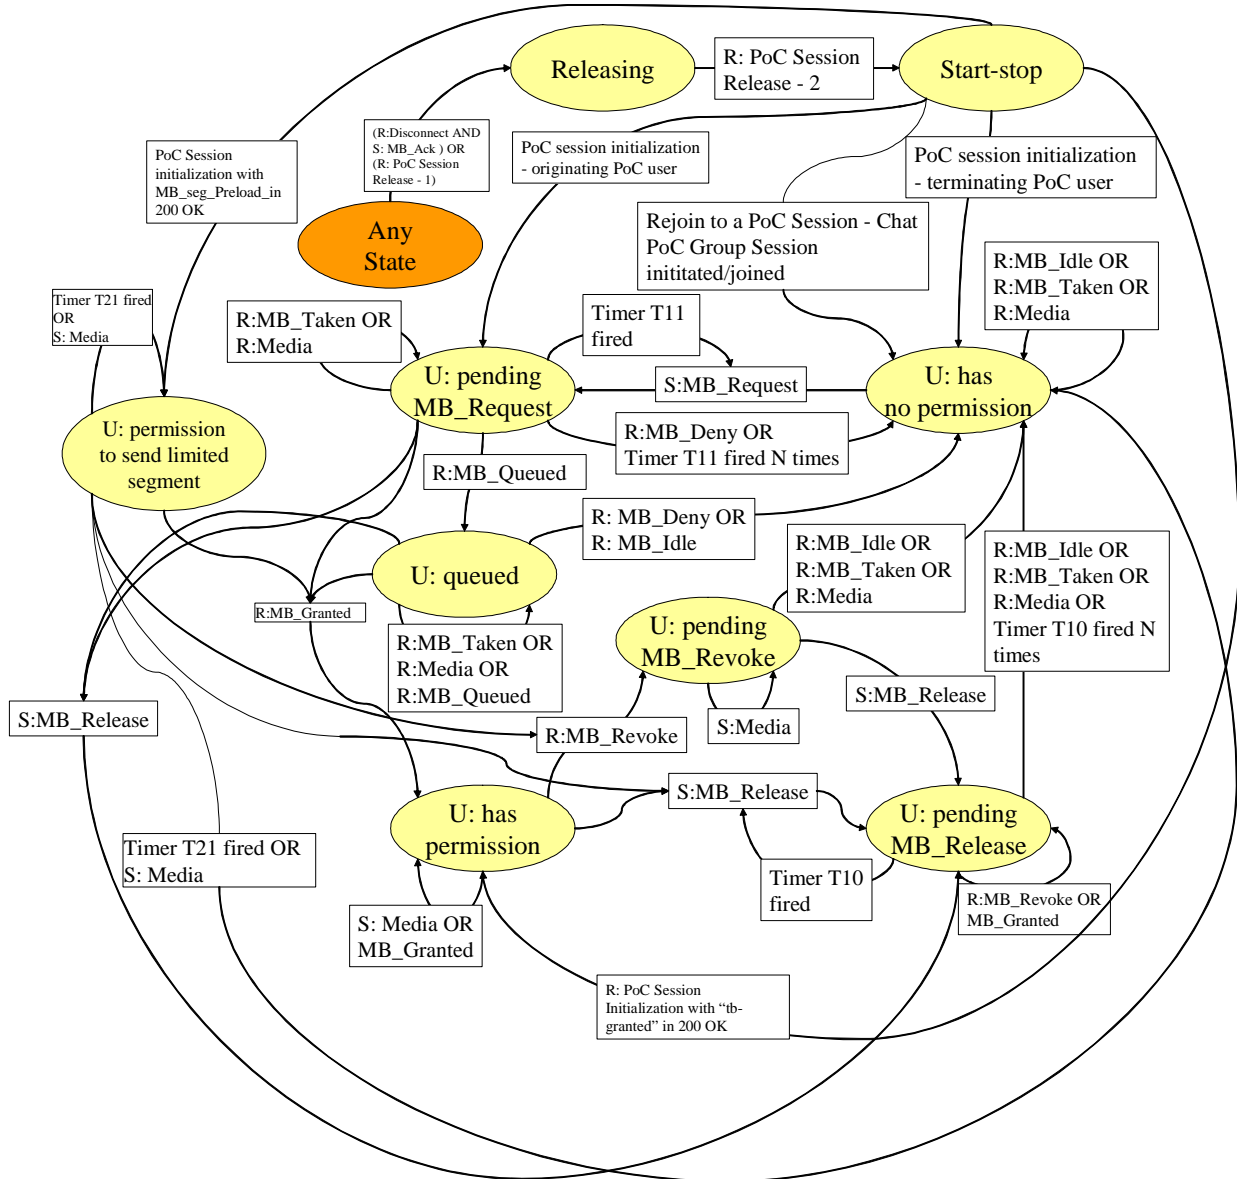 Releasing
R: PoC Session
Release - 2
Start-stop
(R:Disconnect AND
S: MB_Ack ) OR
(R: PoC Session
Release - 1)
PoC Session
initialization with
MB_seg_Preload_in
200 OK
PoC session initialization
- originating PoC user
PoC session initialization
- terminating PoC user
Any
State
Rejoin to a PoC Session - Chat
PoC Group Session
inititated/joined
R:MB_Idle OR
R:MB_Taken OR
R:Media
Timer T21 fired
OR
S: Media
R:MB_Taken OR
R:Media
Timer T11
fired
U: pending
MB_Request
S:MB_Request
U: has
no permission
U: permission
to send limited
segment
R:MB_Deny OR
Timer T11 fired N times
R:MB_Queued
R: MB_Deny OR
R: MB_Idle
R:MB_Idle OR
R:MB_Taken OR
R:Media
R:MB_Idle OR
R:MB_Taken OR
R:Media OR
Timer T10 fired N
times
U: queued
R:MB_Granted
R:MB_Taken OR
R:Media OR
R:MB_Queued
U: pending
MB_Revoke
S:MB_Release
S:MB_Release
R:MB_Revoke
S:Media
S:MB_Release
U: has
permission
U: pending
MB_Release
Timer T21 fired OR
S: Media
Timer T10
fired
R:MB_Revoke OR
MB_Granted
S: Media OR
MB_Granted
R: PoC Session
Initialization with “tb-
granted” in 200 OK